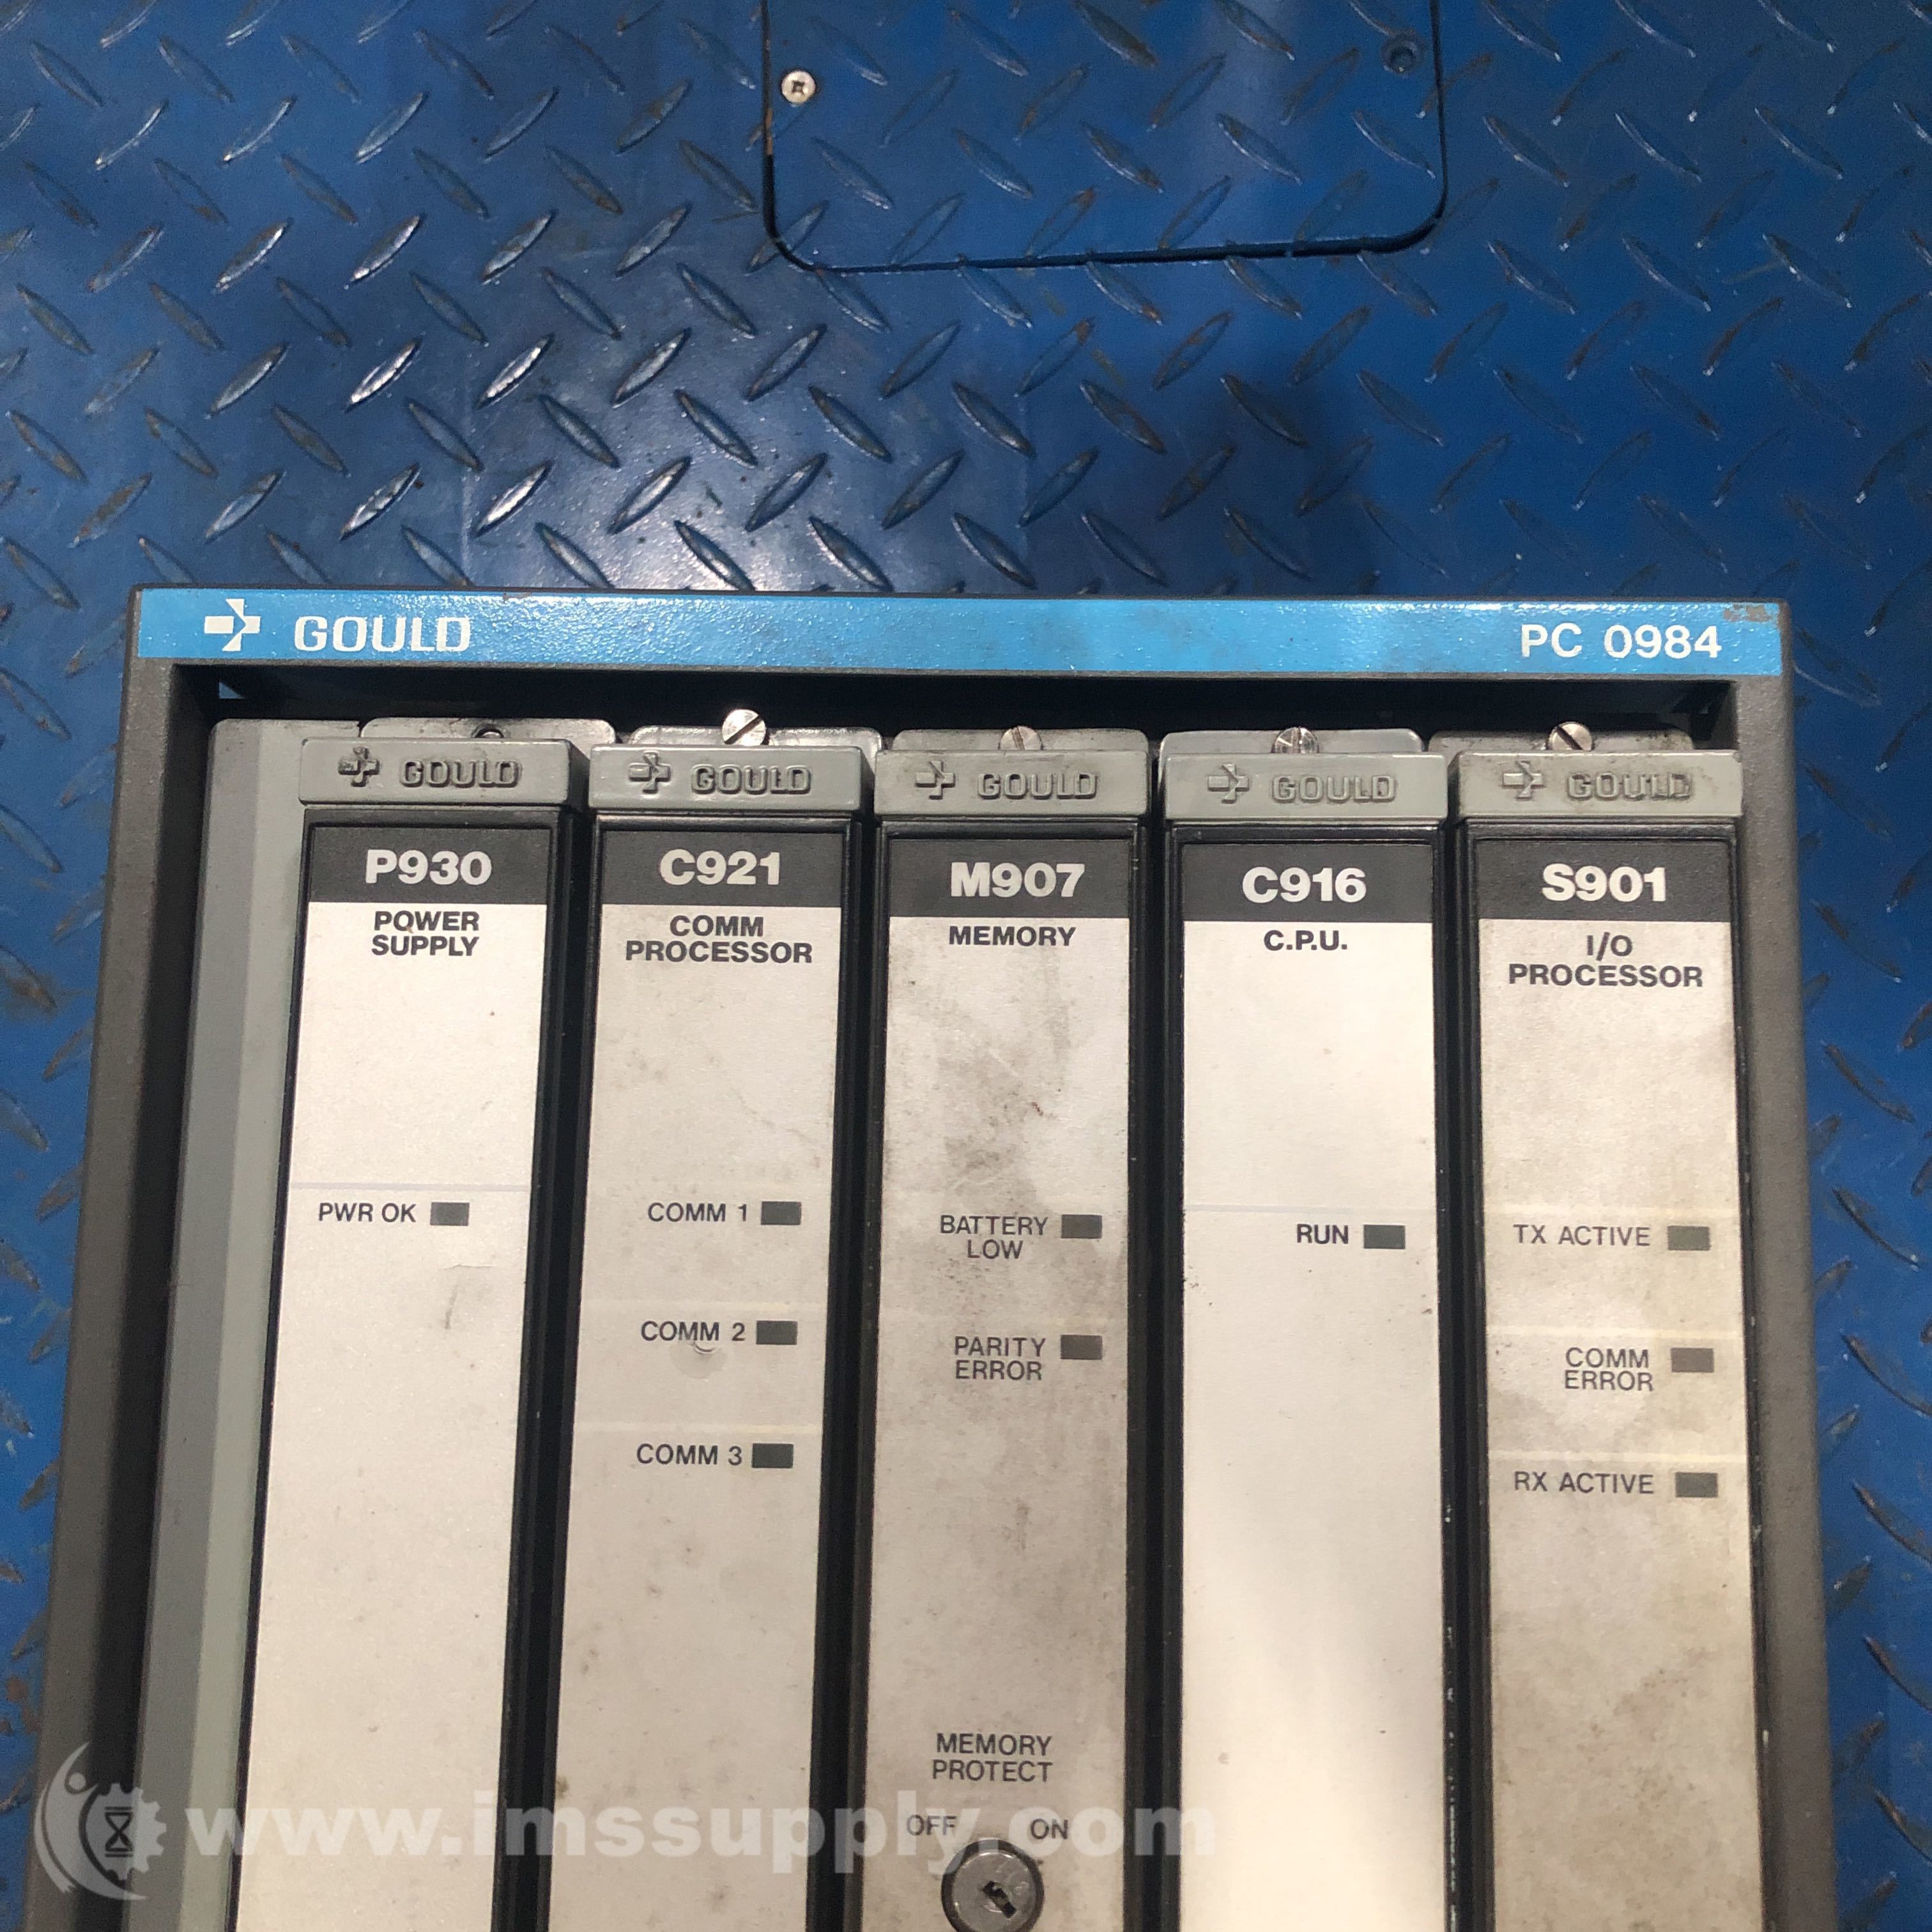 GOULD
PC 0984
GOULD
GOULD
GOULD
GOULD
GOULD
P930
POWER
SUPPLY
PWR OK
C921
COMM
PROCESSOR
COMM 1
COMM 2
COMM 3
M907
MEMORY
BATTERY
LOW
PARITY
ERROR
MEMORY
PROTECT
OFF ON
C916
C.P.U.
RUN
S901
I/O
PROCESSOR
TX ACTIVE
COMM
ERROR
RX ACTIVE
www.imssupply.com